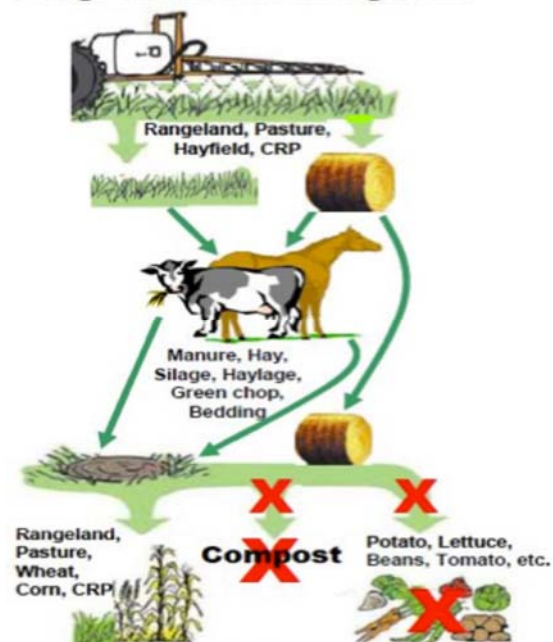 Rangeland, Pasture,
Hayfield, CRP
Manure, Hay,
Silage, Haylage,
Green chop,
Bedding
Rangeland,
Pasture,
Wheat,
Corn, CRP
Compost
Potato, Lettuce,
Beans, Tomato, etc.